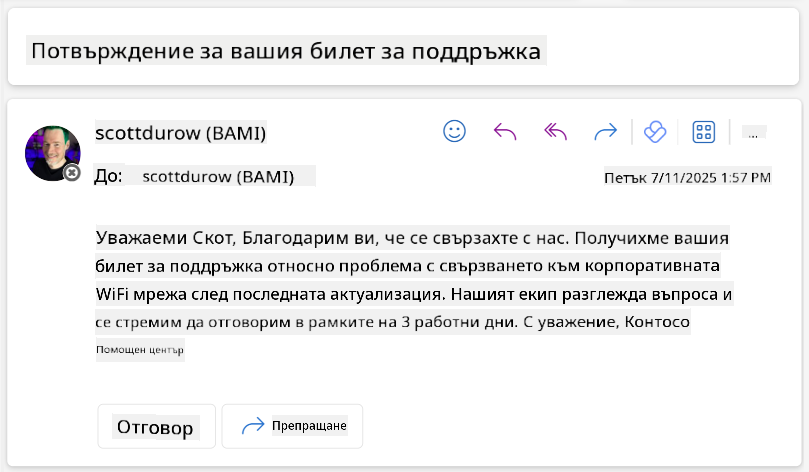 Потвърждение за вашия билет за поддръжка
scottdurow (BAMI)
До: scottdurow (BAMI)
Петък 7/11/2025 1:57 PM
Уважаеми Скот, Благодарим ви, че се свързахте с нас. Получихме вашия
билет за поддръжка относно проблема с свързването към корпоративната
WiFi мрежа след последната актуализация. Нашият екип разглежда въпроса и
се стремим да отговорим в рамките на 3 работни дни. С уважение, Контосо
Помощен център
Отговор
Препращане